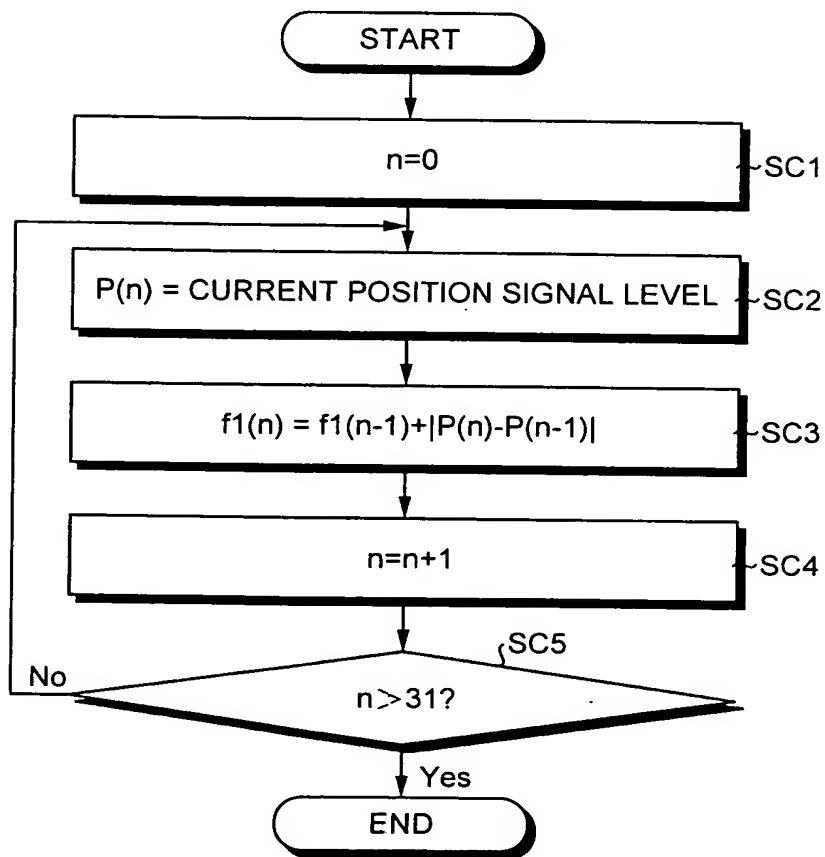 START
n=0
SC1
P(n) = CURRENT POSITION SIGNAL LEVEL
SC2
f1(n) = f1(n-1)+|P(n)-P(n-1)|
SC3
n=n+1
SC4
SC5
No
n>31?
Yes
END